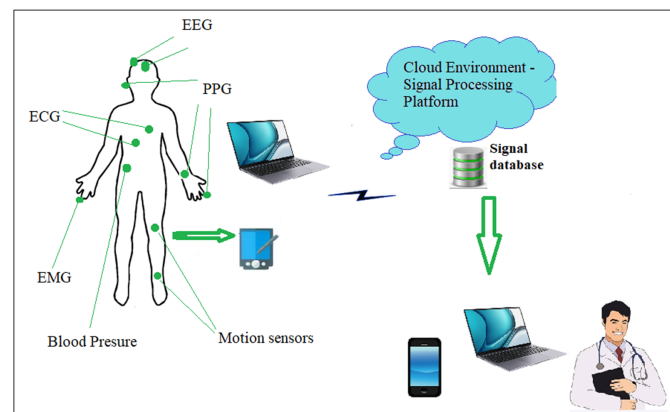 EEG
PPG
ECG
EMG
Blood Presure
Motion sensors
Cloud Environment -
Signal Processing
Platform
Signal
database